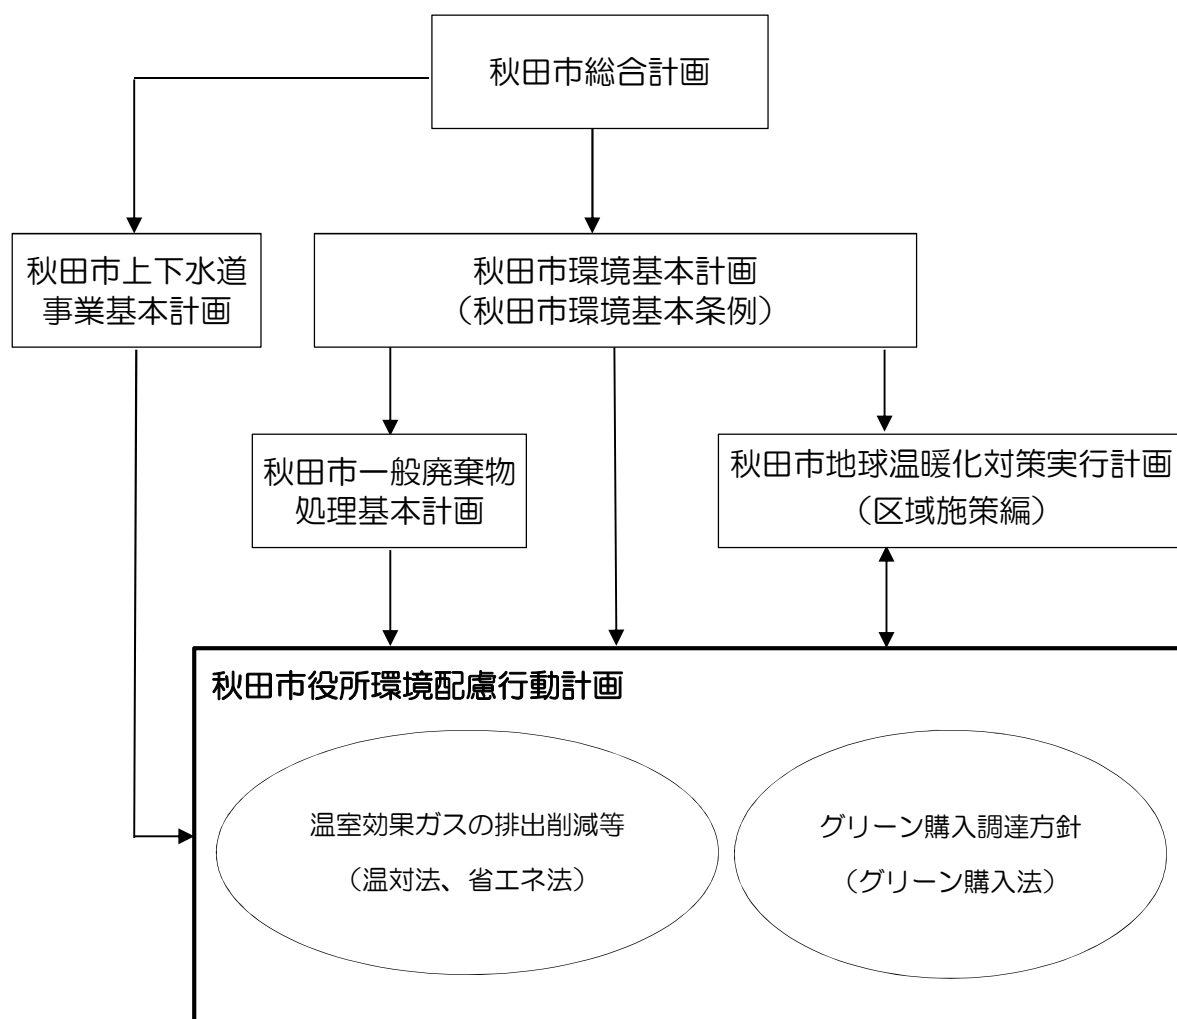 秋田市総合計画
秋田市上下水道
事業基本計画
秋田市環境基本計画
（秋田市環境基本条例）
秋田市一般廃棄物
処理基本計画
秋田市地球温暖化対策実行計画
（区域施策編）
秋田市役所環境配慮行動計画
温室効果ガスの排出削減等
（温対法、省エネ法）
グリーン購入調達方針
（グリーン購入法）